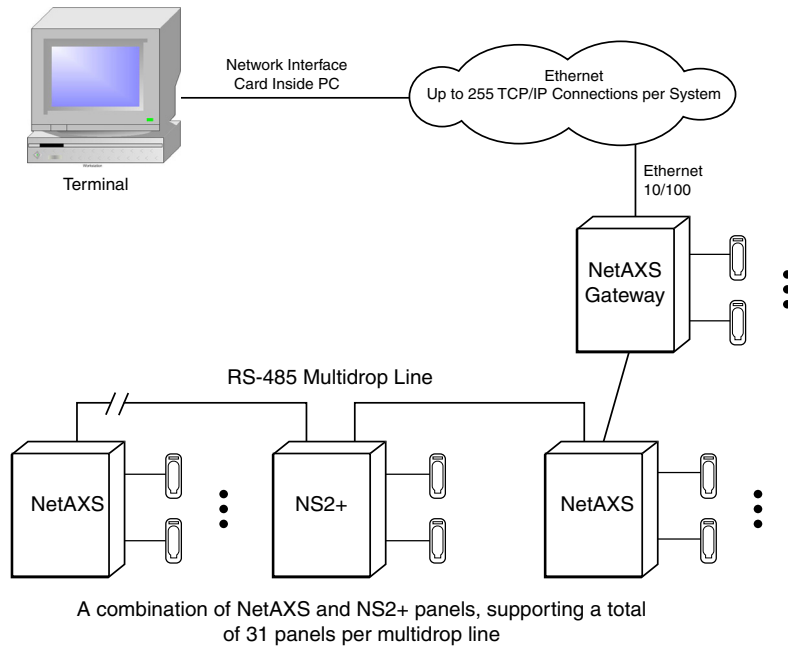 Network Interface
Card Inside PC
Ethernet
Up to 255 TCP/IP Connections per System
Workstation
Terminal
Ethernet
10/100
NetAXS
Gateway
RS-485 Multidrop Line
NetAXS
NS2+
NetAXS
A combination of NetAXS and NS2+ panels, supporting a total
of 31 panels per multidrop line